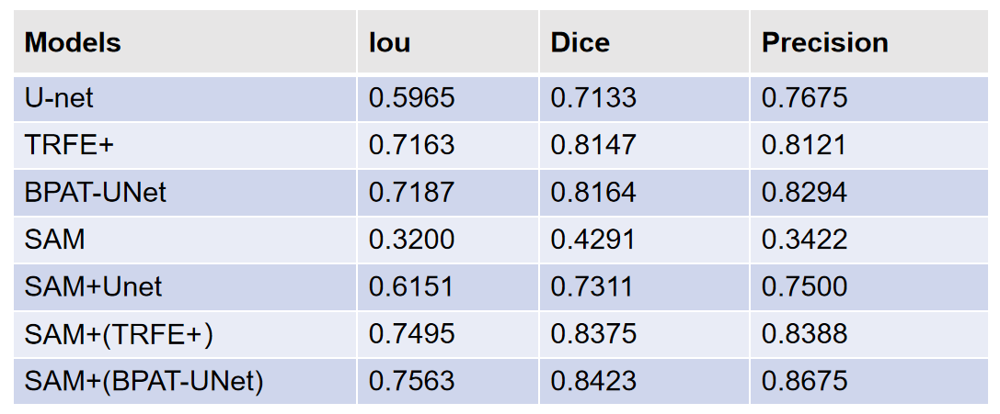 Models Iou Dice Precision
U-net 0.5965 0.7133 0.7675
TRFE+ 0.7163 0.8147 0.8121
BPAT-UNet 0.7187 0.8164 0.8294
SAM 0.3200 0.4291 0.3422
SAM+Unet 0.6151 0.7311 0.7500
SAM+(TRFE+) 0.7495 0.8375 0.8388
SAM+(BPAT-UNet) 0.7563 0.8423 0.8675